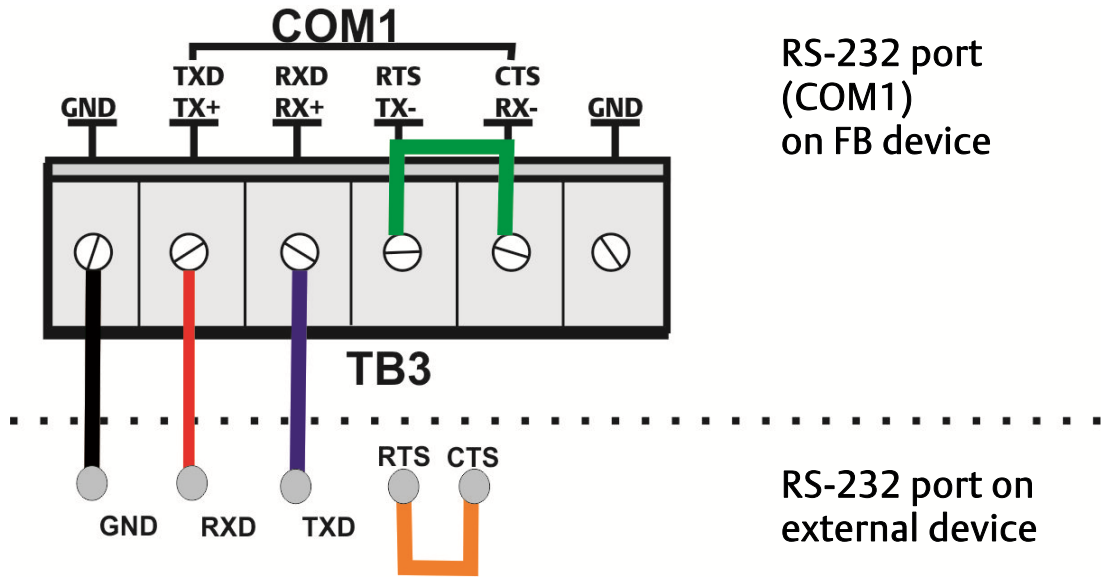 COM1
TXD RXD RTS CTS
GND TX+ RX+ TX- RX- GND
RS-232 port
(COM1)
on FB device
TB3
RTS CTS
GND RXD TXD
RS-232 port on
external device